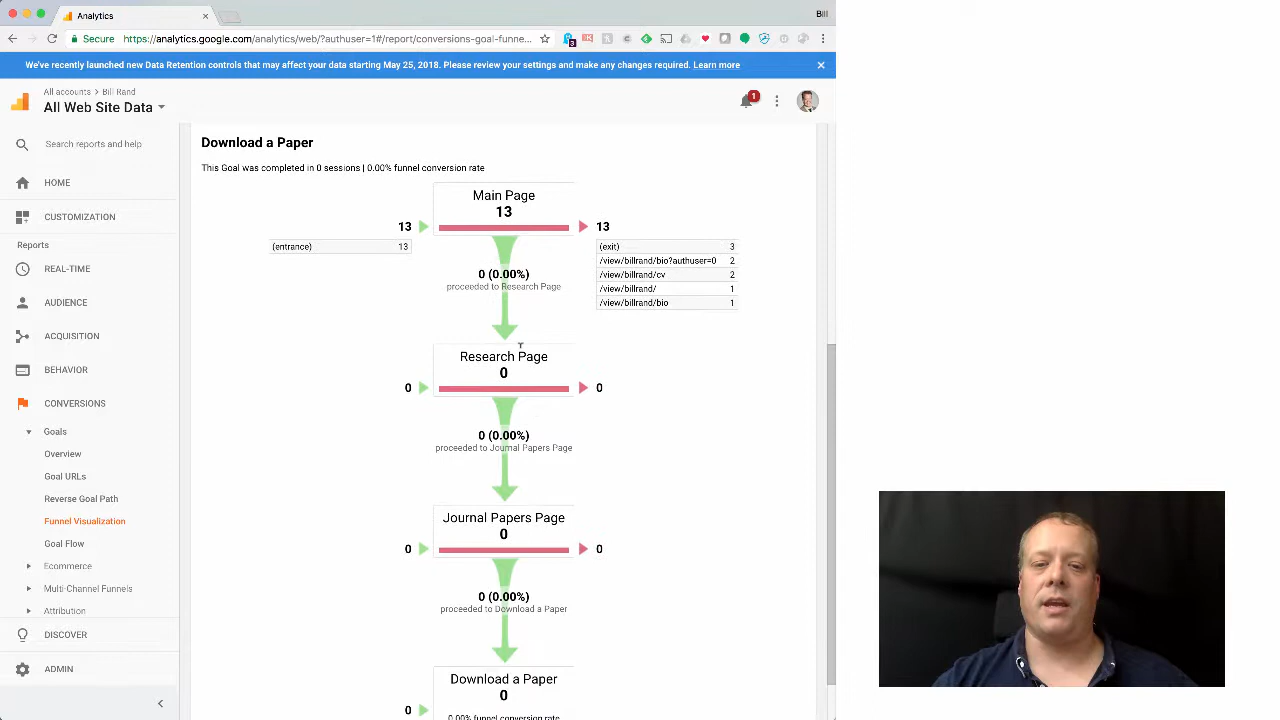 Analytics
Bill
Secure
https://analytics.google.com/analytics/web/?authuser=1#/report/conversions-goal-funne...
3
We've recently launched new Data Retention controls that may affect your data starting May 25, 2018. Please review your settings and make any changes required. Learn more
All accounts > Bill Rand
All Web Site Data
1
Search reports and help
HOME
CUSTOMIZATION
Reports
REAL-TIME
AUDIENCE
ACQUISITION
BEHAVIOR
CONVERSIONS
Goals
Overview
Goal URLs
Reverse Goal Path
Funnel Visualization
Goal Flow
Ecommerce
Multi-Channel Funnels
Attribution
DISCOVER
ADMIN
Download a Paper
This Goal was completed in 0 sessions | 0.00% funnel conversion rate
Main Page
13
13
13
(entrance) 13
(exit) 3
/view/billrand/bio?authuser=0 2
/view/billrand/cv 2
/view/billrand/ 1
/view/billrand/bio 1
0 (0.00%)
proceeded to Research Page
Research Page
0
0
0
0 (0.00%)
proceeded to Journal Papers Page
Journal Papers Page
0
0
0
0 (0.00%)
proceeded to Download a Paper
Download a Paper
0
0
0.00% funnel conversion rate